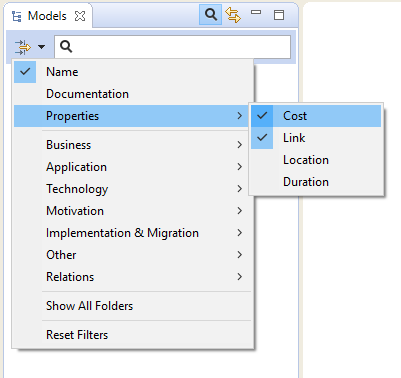 Models
Name
Documentation
Properties
Cost
Link
Location
Duration
Business
Application
Technology
Motivation
Implementation & Migration
Other
Relations
Show All Folders
Reset Filters